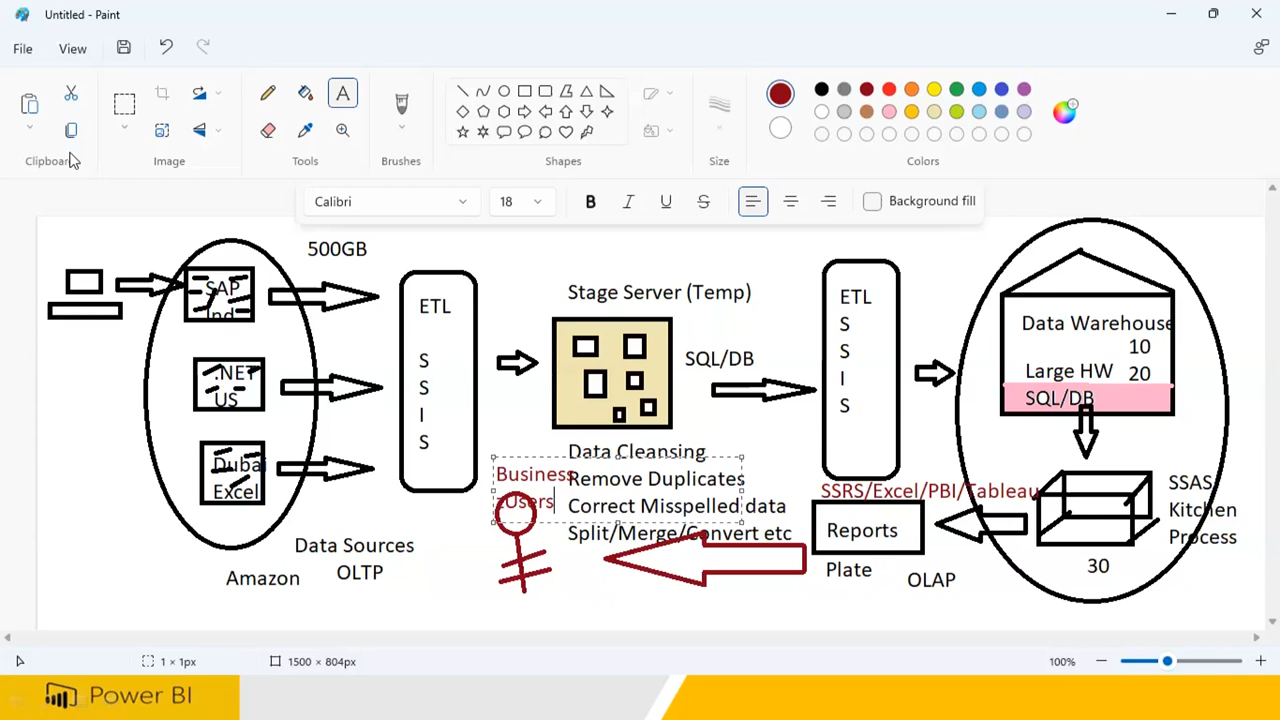 Untitled - Paint
File
View
Clipboard
Image
Tools
Brushes
Shapes
Size
Colors
Calibri
18
B
I
U
S
Background fill
500GB
SAP
Ind
.NET
US
Dubai
Excel
Data Sources
OLTP
Amazon
ETL
S
S
I
S
Stage Server (Temp)
SQL/DB
Data Cleansing
Remove Duplicates
Correct Misspelled data
Split/Merge/Convert etc
Business
Users
ETL
S
S
I
S
Data Warehouse
10
Large HW
20
SQL/DB
SSAS
Kitchen
Process
30
SSRS/Excel/PBI/Tableau
Reports
Plate
OLAP
1 × 1px
1500 × 804px
100%
Power BI